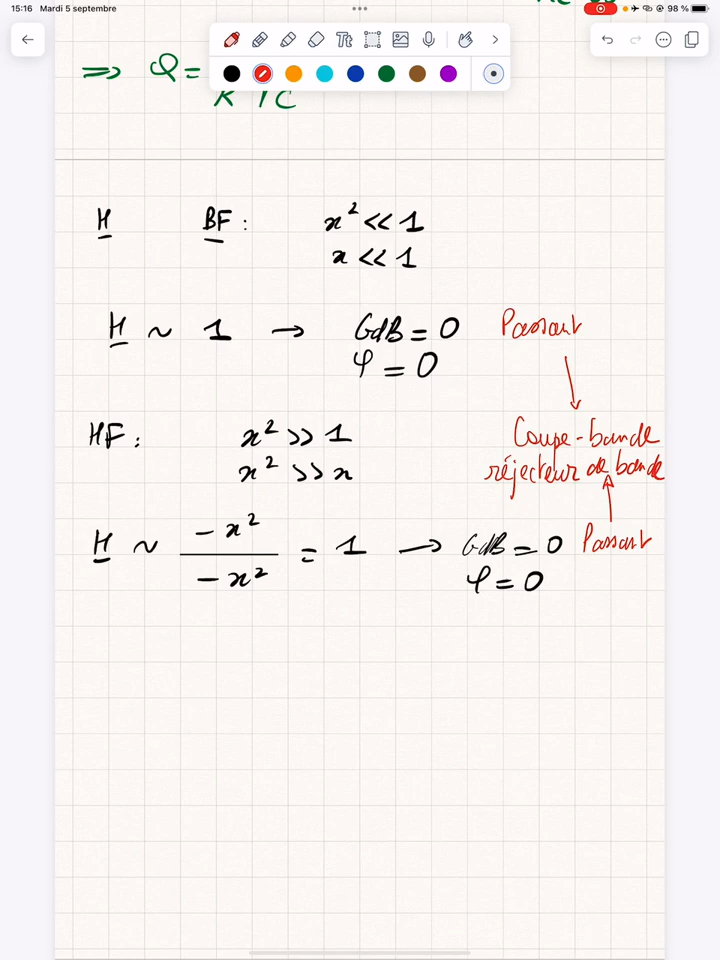 15:16 Mardi 5 septembre
98 %
Tt
⇒ Q =
H BF : x² << 1
x << 1
H ~ 1 → GdB = 0 Passant
φ = 0
HF : x² >> 1
x² >> x
Coupe-bande
réjecteur de bande
H ~ -x² / -x² = 1 → GdB = 0 Passant
φ = 0